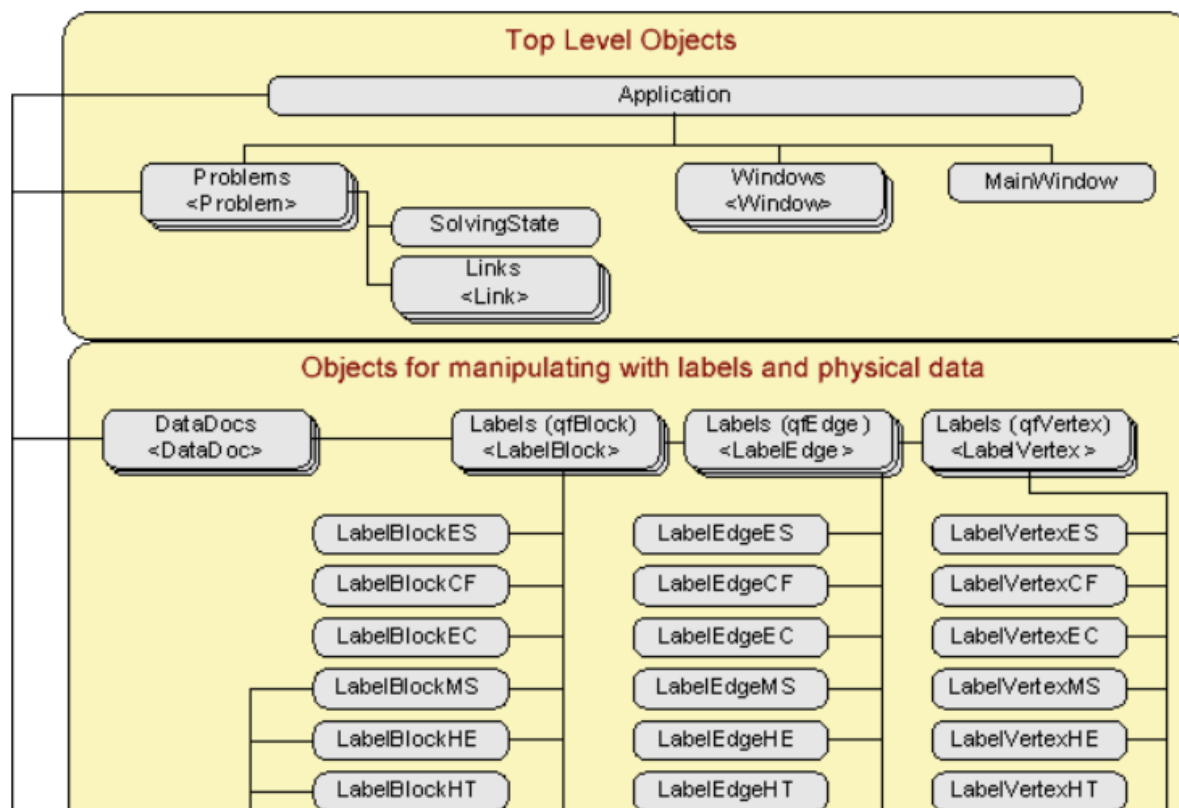 Top Level Objects
Application
Problems
<Problem>
Windows
<Window>
MainWindow
SolvingState
Links
<Link>
Objects for manipulating with labels and physical data
DataDocs
<DataDoc>
Labels (qfBlock)
<LabelBlock>
Labels (qfEdge )
<LabelEdge >
Labels (qfVertex)
<LabelVertex >
LabelBlockES
LabelEdgeES
LabelVertexES
LabelBlockCF
LabelEdgeCF
LabelVertexCF
LabelBlockEC
LabelEdgeEC
LabelVertexEC
LabelBlockMS
LabelEdgeMS
LabelVertexMS
LabelBlockHE
LabelEdgeHE
LabelVertexHE
LabelBlockHT
LabelEdgeHT
LabelVertexHT